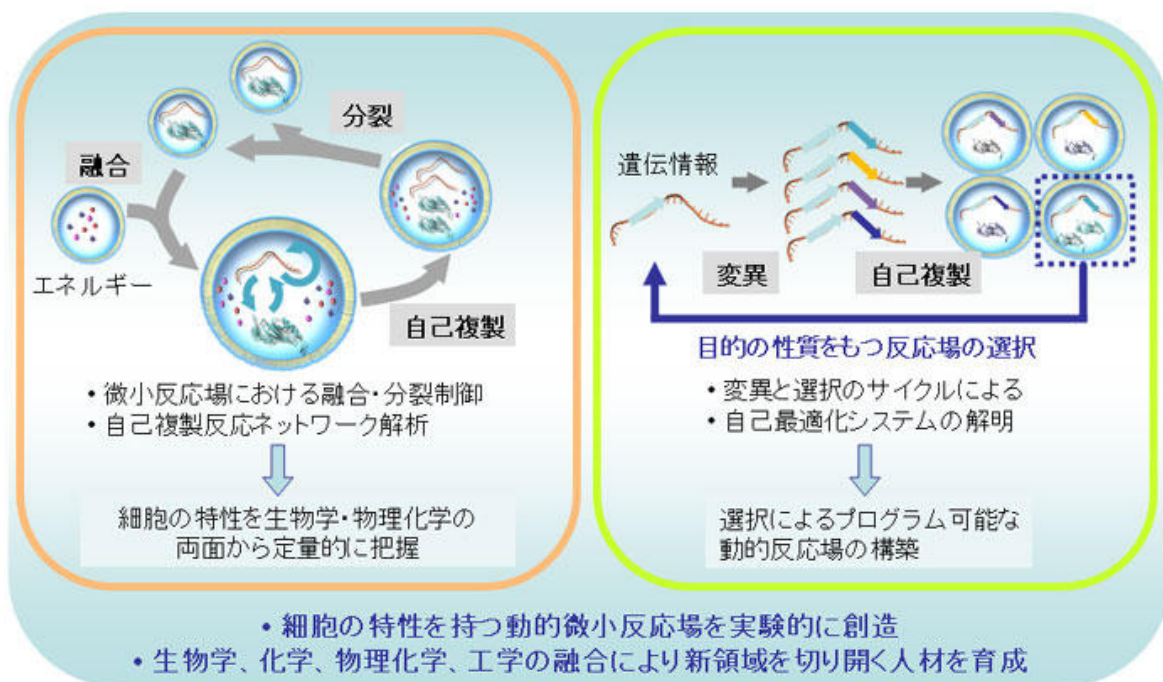 分裂
融合
エネルギー
自己複製
・微小反応場における融合・分裂制御
・自己複製反応ネットワーク解析
細胞の特性を生物学・物理化学の
両面から定量的に把握
遺伝情報
変異
自己複製
目的の性質をもつ反応場の選択
・変異と選択のサイクルによる
・自己最適化システムの解明
選択によるプログラム可能な
動的反応場の構築
・細胞の特性を持つ動的微小反応場を実験的に創造
・生物学、化学、物理化学、工学の融合により新領域を切り開く人材を育成